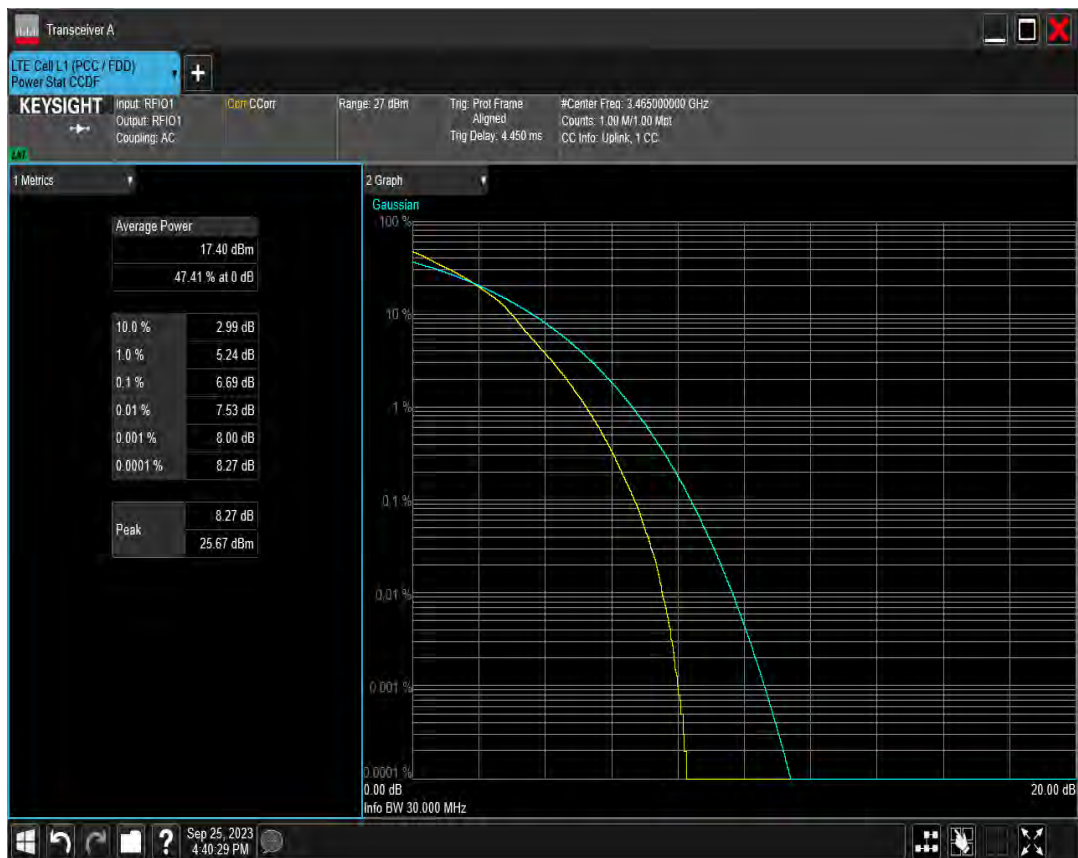 Transceiver A
LTE Cell L1 (PCC / FDD)
Power Stat CCDF
+
KEYSIGHT
Input: RFIO1
Output: RFIO1
Coupling: AC
Corr CCorr
Range: 27 dBm
Trig: Prot Frame
Aligned
Trig Delay: 4.450 ms
#Center Freq: 3.465000000 GHz
Counts: 1.00 M/1.00 Mpt
CC Info: Uplink, 1 CC
LXI
1 Metrics
Average Power
17.40 dBm
47.41 % at 0 dB
10.0 % 2.99 dB
1.0 % 5.24 dB
0.1 % 6.69 dB
0.01 % 7.53 dB
0.001 % 8.00 dB
0.0001 % 8.27 dB
Peak
8.27 dB
25.67 dBm
2 Graph
Gaussian
100 %
10 %
1 %
0.1 %
0.01 %
0.001 %
0.0001 %
0.00 dB
20.00 dB
Info BW 30.000 MHz
?
Sep 25, 2023
4:40:29 PM